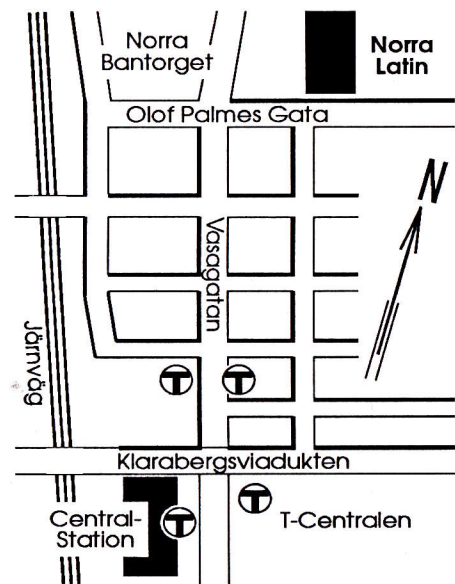 Norra
Bantorget
Norra
Latin
Olof Palmes Gata
N
Vasagatan
Järnväg
T
T
Klarabergsviadukten
Central-
Station
T
T
T-Centralen